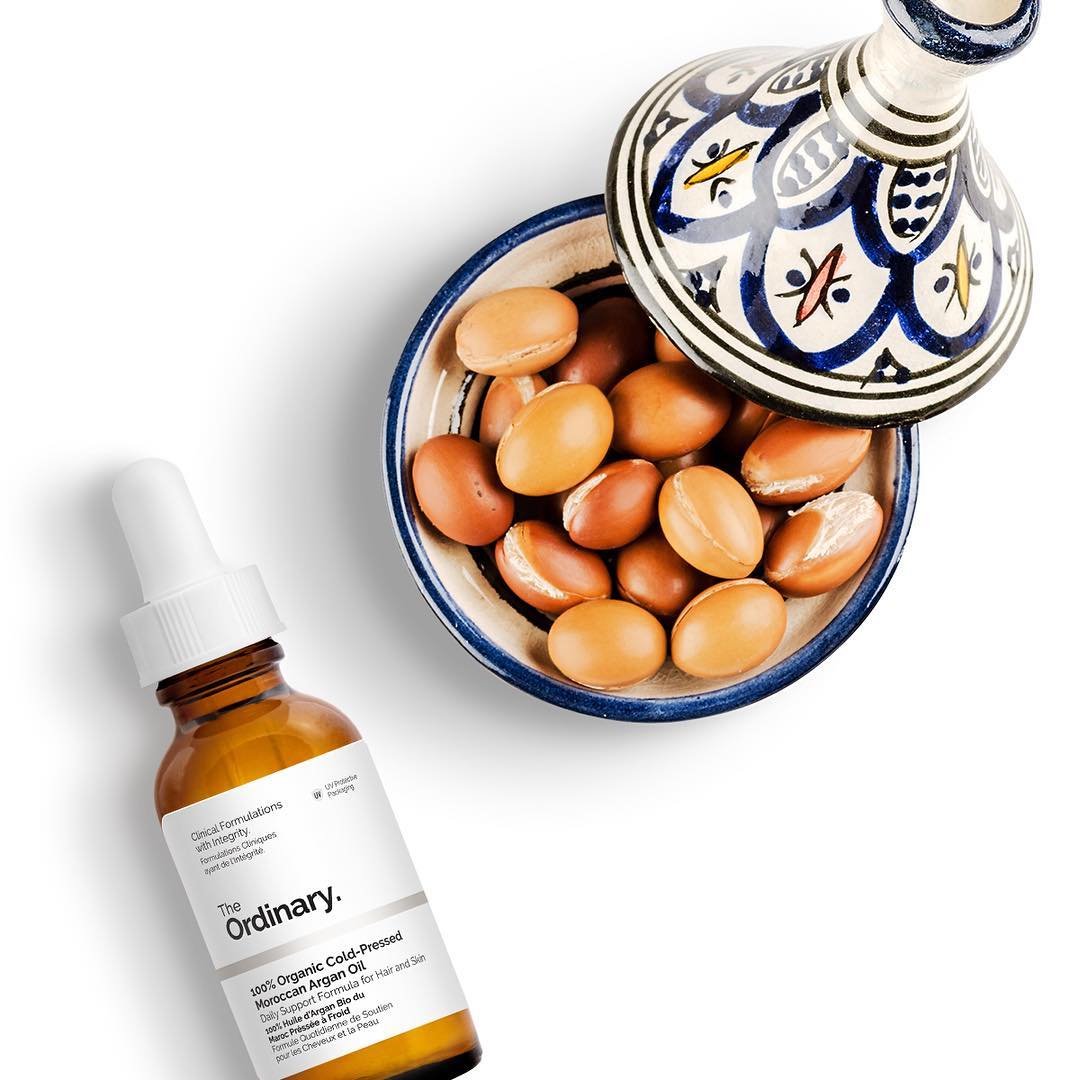 Clinical Formulations
with Integrity.
Formulations Cliniques
ayant de l'intégrité.
UV
UV Protective
Packaging
The
Ordinary.
100% Organic Cold-Pressed
Moroccan Argan Oil
Daily Support Formula for Hair and Skin
100% Huile d'Argan Bio du
Maroc Préssée à Froid
Formule Quotidienne de Soutien
pour les Cheveux et la Peau